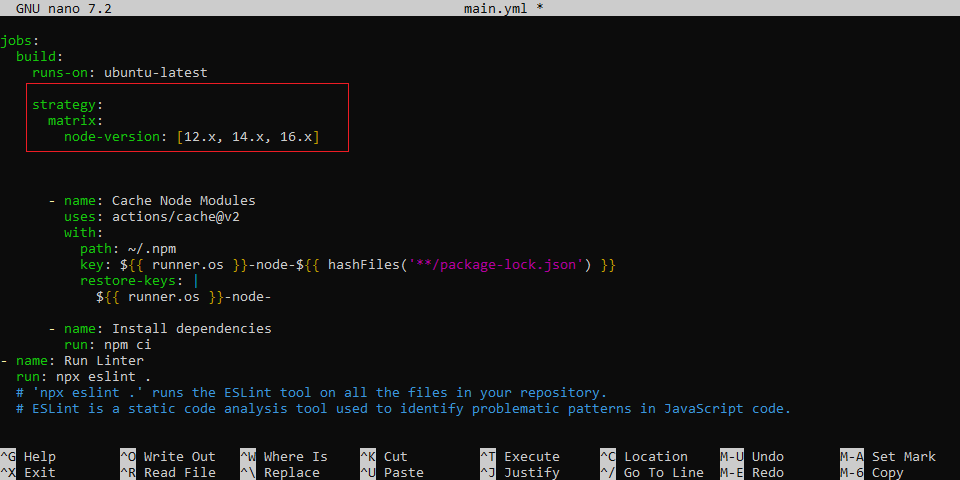 GNU nano 7.2 main.yml *
jobs:
  build:
    runs-on: ubuntu-latest
    strategy:
      matrix:
        node-version: [12.x, 14.x, 16.x]
      - name: Cache Node Modules
        uses: actions/cache@v2
        with:
          path: ~/.npm
          key: ${{ runner.os }}-node-${{ hashFiles('**/package-lock.json') }}
          restore-keys: |
            ${{ runner.os }}-node-
      - name: Install dependencies
        run: npm ci
- name: Run Linter
  run: npx eslint .
  # 'npx eslint .' runs the ESLint tool on all the files in your repository.
  # ESLint is a static code analysis tool used to identify problematic patterns in JavaScript code.
^G Help ^O Write Out ^W Where Is ^K Cut ^T Execute ^C Location M-U Undo M-A Set Mark
^X Exit ^R Read File ^\ Replace ^U Paste ^J Justify ^/ Go To Line M-E Redo M-6 Copy